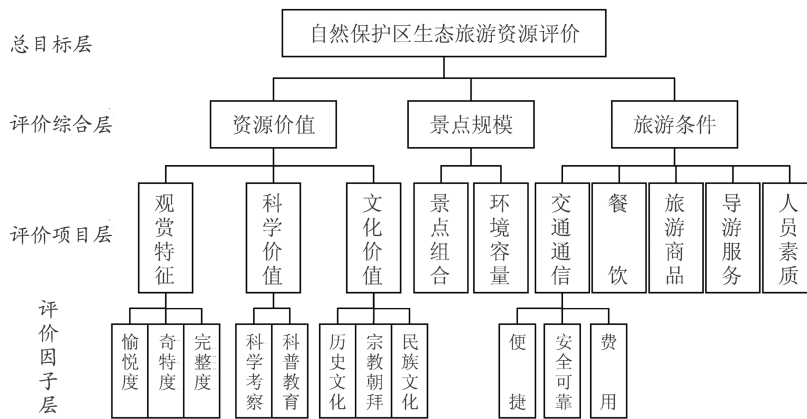 总目标层
自然保护区生态旅游资源评价
评价综合层
资源价值
景点规模
旅游条件
评价项目层
观赏特征
科学价值
文化价值
景点组合
环境容量
交通通信
餐饮
旅游商品
导游服务
人员素质
评价因子层
愉悦度
奇特度
完整度
科学考察
科普教育
历史文化
宗教朝拜
民族文化
便捷
安全可靠
费用